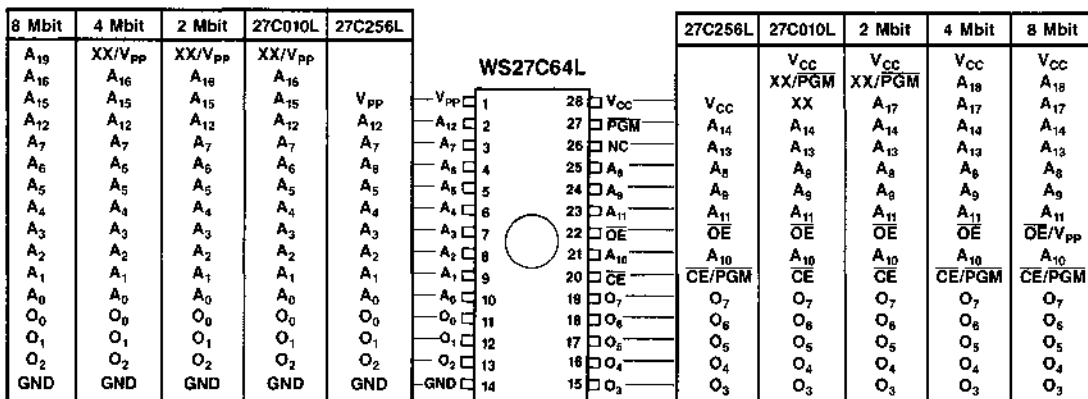 8 Mbit 4 Mbit 2 Mbit 27C010L 27C256L 27C256L 27C010L 2 Mbit 4 Mbit 8 Mbit
A19 XX/VPP XX/VPP XX/VPP VCC VCC VCC VCC
WS27C64L
A16 A16 A16 A16 XX/PGM XX/PGM A18 A18
A15 A15 A15 A15 VPP VPP 1 28 VCC VCC XX A17 A17 A17
A12 A12 A12 A12 A12 A12 2 27 PGM A14 A14 A14 A14 A14
A7 A7 A7 A7 A7 A7 3 26 NC A13 A13 A13 A13 A13
A6 A6 A6 A6 A6 A6 4 25 A8 A8 A8 A8 A8 A8
A5 A5 A5 A5 A5 A5 5 24 A9 A9 A9 A9 A9 A9
A4 A4 A4 A4 A4 A4 6 23 A11 A11 A11 A11 A11 A11
A3 A3 A3 A3 A3 A3 7 22 OE OE OE OE OE OE/VPP
A2 A2 A2 A2 A2 A2 8 21 A10 A10 A10 A10 A10 A10
A1 A1 A1 A1 A1 A1 9 20 CE CE/PGM CE CE CE/PGM CE/PGM
A0 A0 A0 A0 A0 A0 10 19 O7 O7 O7 O7 O7 O7
O0 O0 O0 O0 O0 O0 11 18 O6 O6 O6 O6 O6 O6
O1 O1 O1 O1 O1 O1 12 17 O5 O5 O5 O5 O5 O5
O2 O2 O2 O2 O2 O2 13 16 O4 O4 O4 O4 O4 O4
GND GND GND GND GND GND 14 15 O3 O3 O3 O3 O3 O3